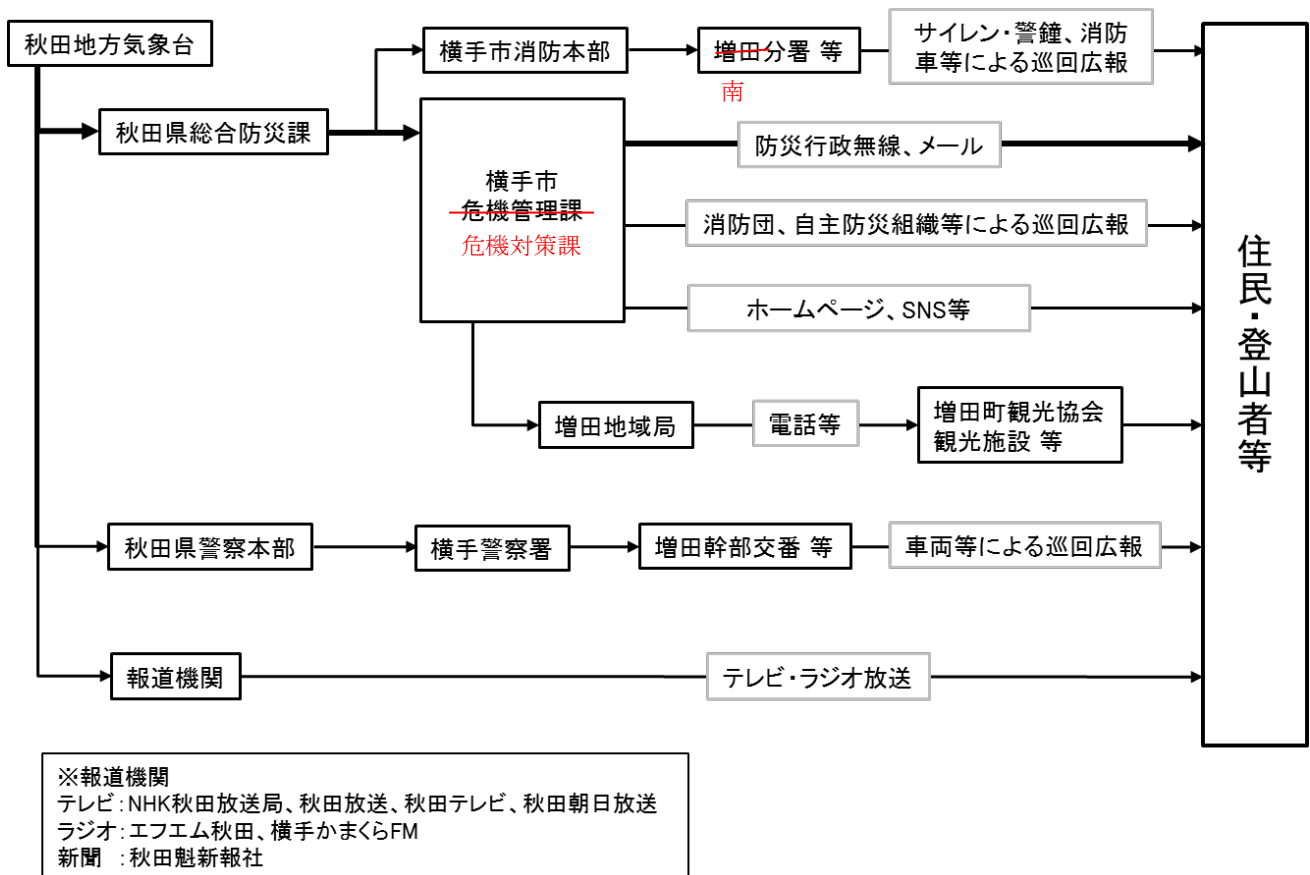 秋田地方気象台
横手市消防本部
増田分署 等
南
サイレン・警鐘、消防
車等による巡回広報
秋田県総合防災課
横手市
危機管理課
危機対策課
防災行政無線、メール
消防団、自主防災組織等による巡回広報
ホームページ、SNS等
増田地域局
電話等
増田町観光協会
観光施設 等
住民・登山者等
秋田県警察本部
横手警察署
増田幹部交番 等
車両等による巡回広報
報道機関
テレビ・ラジオ放送
※報道機関
テレビ：NHK秋田放送局、秋田放送、秋田テレビ、秋田朝日放送
ラジオ：エフエム秋田、横手かまくらFM
新聞　：秋田魁新報社